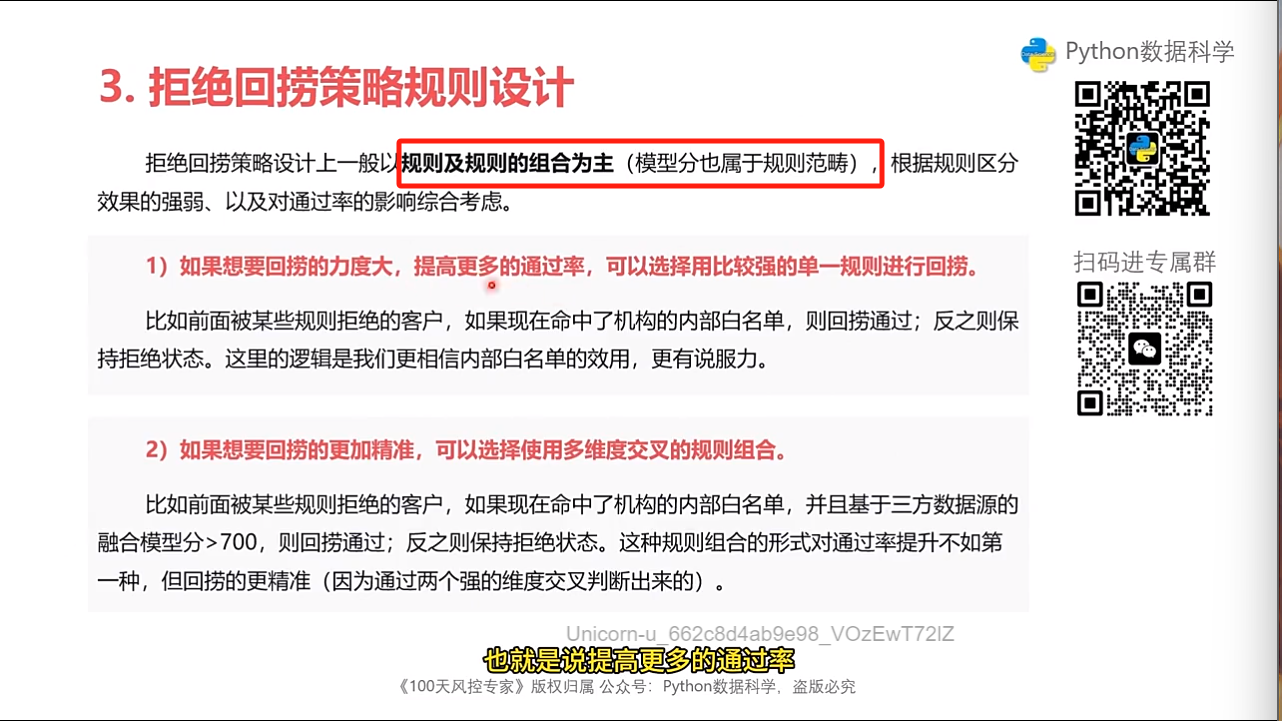 Python数据科学
3. 拒绝回捞策略规则设计
拒绝回捞策略设计上一般以规则及规则的组合为主（模型分也属于规则范畴），根据规则区分
效果的强弱、以及对通过率的影响综合考虑。
1）如果想要回捞的力度大，提高更多的通过率，可以选择用比较强的单一规则进行回捞。
比如前面被某些规则拒绝的客户，如果现在命中了机构的内部白名单，则回捞通过；反之则保
持拒绝状态。这里的逻辑是我们更相信内部白名单的效用，更有说服力。
2）如果想要回捞的更加精准，可以选择使用多维度交叉的规则组合。
比如前面被某些规则拒绝的客户，如果现在命中了机构的内部白名单，并且基于三方数据源的
融合模型分>700，则回捞通过；反之则保持拒绝状态。这种规则组合的形式对通过率提升不如第
一种，但回捞的更精准（因为通过两个强的维度交叉判断出来的）。
扫码进专属群
Unicorn-u_662c8d4ab9e98_VOzEwT72IZ
也就是说提高更多的通过率
《100天风控专家》版权归属 公众号：Python数据科学，盗版必究